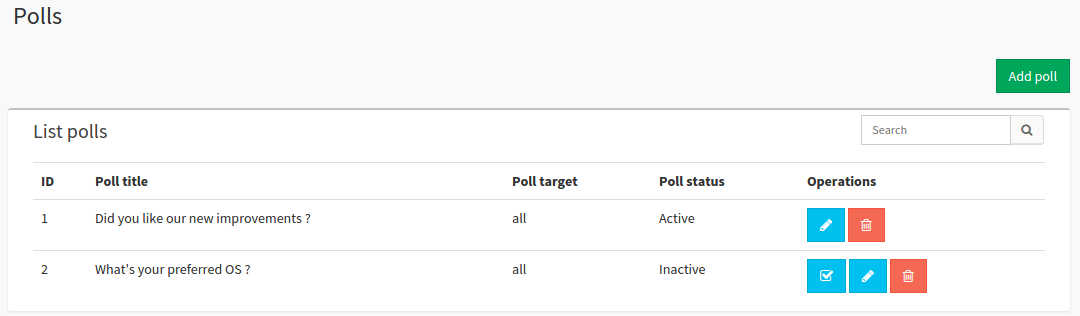 Polls
Add poll
List polls
Search
ID Poll title Poll target Poll status Operations
1 Did you like our new improvements ? all Active
2 What's your preferred OS ? all Inactive